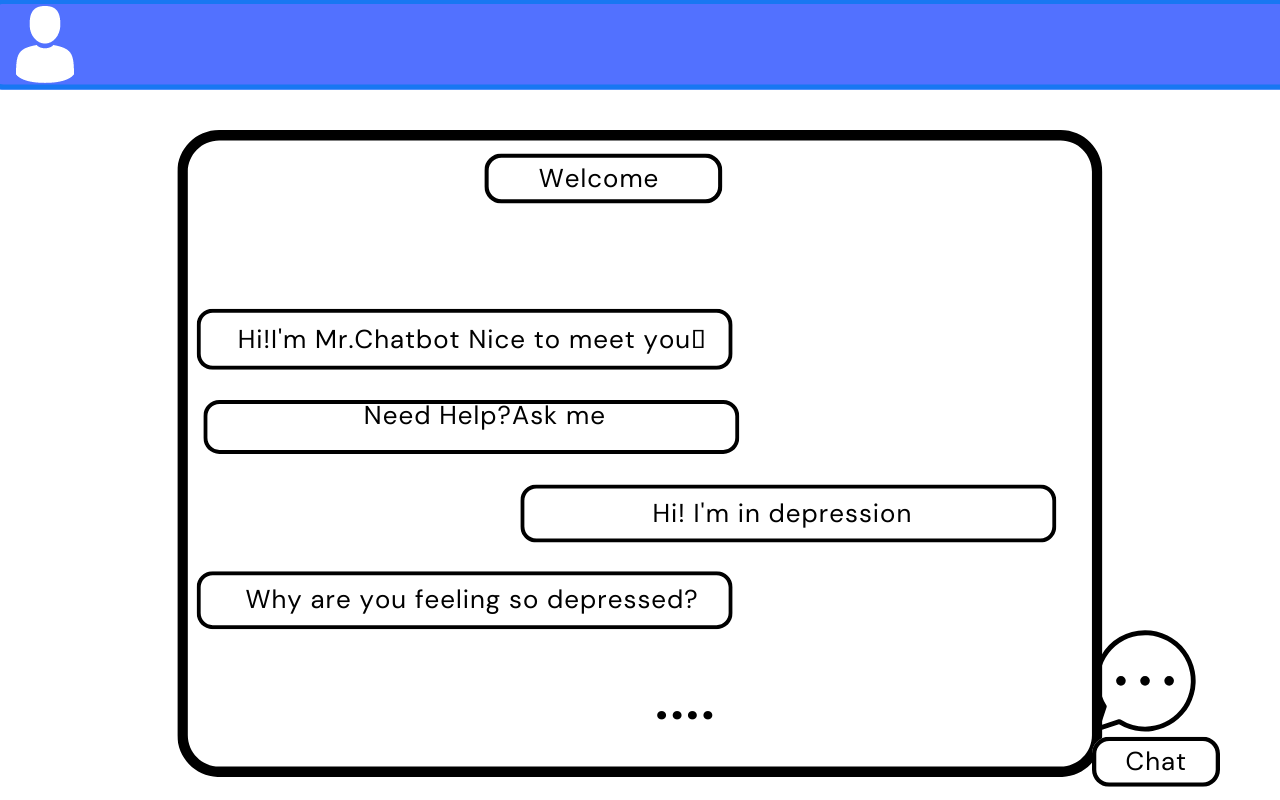 Welcome
Hi!I'm Mr.Chatbot Nice to meet you▯
Need Help?Ask me
Hi! I'm in depression
Why are you feeling so depressed?
Chat